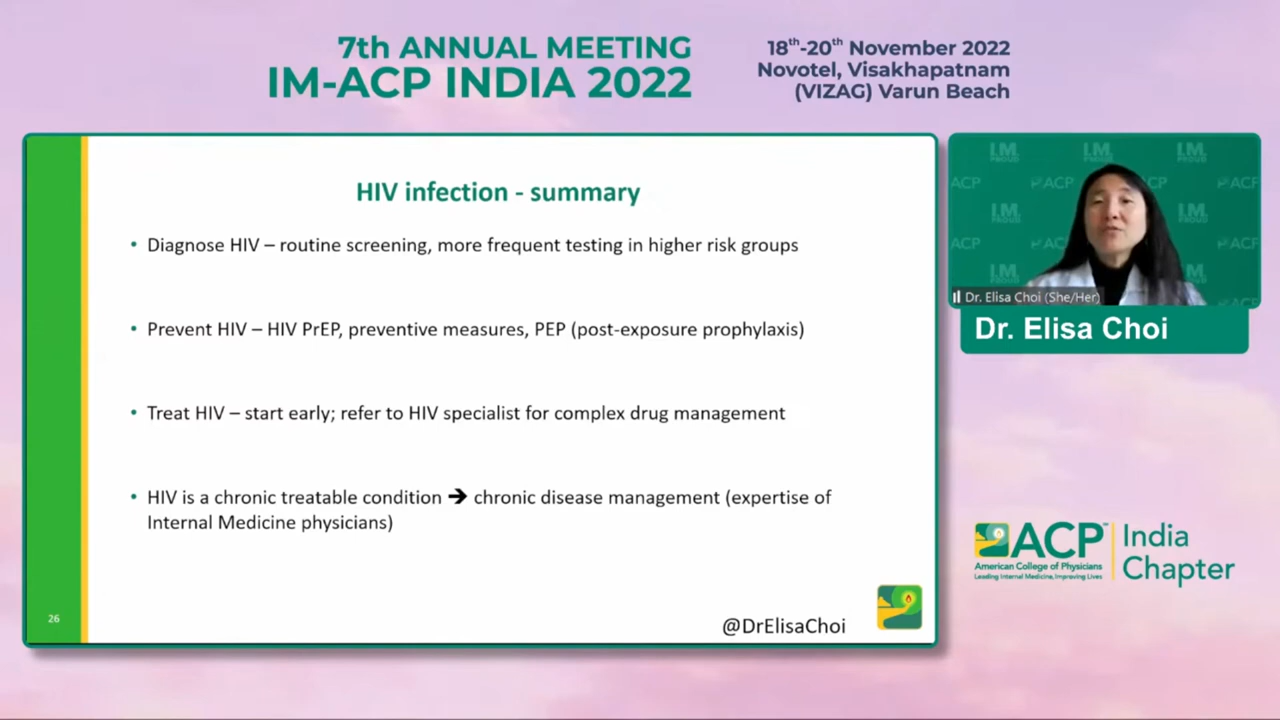 7th ANNUAL MEETING
IM-ACP INDIA 2022
18th-20th November 2022
Novotel, Visakhapatnam
(VIZAG) Varun Beach
HIV infection - summary
• Diagnose HIV – routine screening, more frequent testing in higher risk groups
• Prevent HIV – HIV PrEP, preventive measures, PEP (post-exposure prophylaxis)
• Treat HIV – start early; refer to HIV specialist for complex drug management
• HIV is a chronic treatable condition → chronic disease management (expertise of
Internal Medicine physicians)
26
@DrElisaChoi
I.M. PROUD
ACP
Dr. Elisa Choi (She/Her)
Dr. Elisa Choi
ACP™
American College of Physicians
Leading Internal Medicine, Improving Lives
India
Chapter